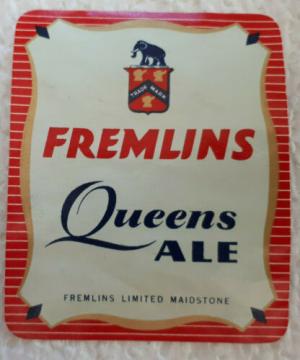 TRADE MARK
FREMLINS
Queens
ALE
FREMLINS LIMITED MAIDSTONE